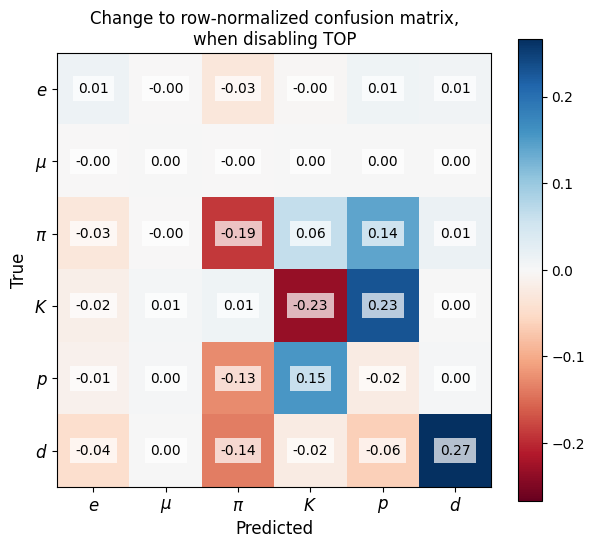 Change to row-normalized confusion matrix,
when disabling TOP
e 0.01 -0.00 -0.03 -0.00 0.01 0.01
μ -0.00 0.00 -0.00 0.00 0.00 0.00
π -0.03 -0.00 -0.19 0.06 0.14 0.01
K -0.02 0.01 0.01 -0.23 0.23 0.00
p -0.01 0.00 -0.13 0.15 -0.02 0.00
d -0.04 0.00 -0.14 -0.02 -0.06 0.27
e μ π K p d
Predicted
True
0.2
0.1
0.0
−0.1
−0.2